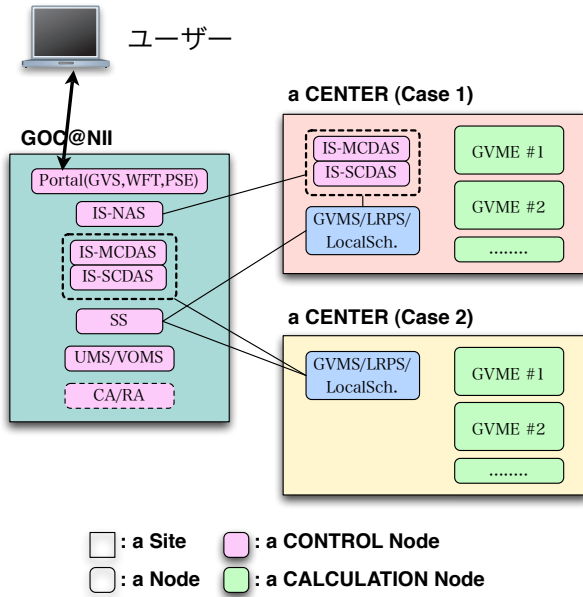 ユーザー
a CENTER (Case 1)
GOC@NII
Portal(GVS,WFT,PSE)
IS-NAS
IS-MCDAS
IS-SCDAS
SS
UMS/VOMS
CA/RA
IS-MCDAS
IS-SCDAS
GVMS/LRPS/
LocalSch.
GVME #1
GVME #2
........
a CENTER (Case 2)
GVMS/LRPS/
LocalSch.
GVME #1
GVME #2
........
: a Site
: a CONTROL Node
: a Node
: a CALCULATION Node